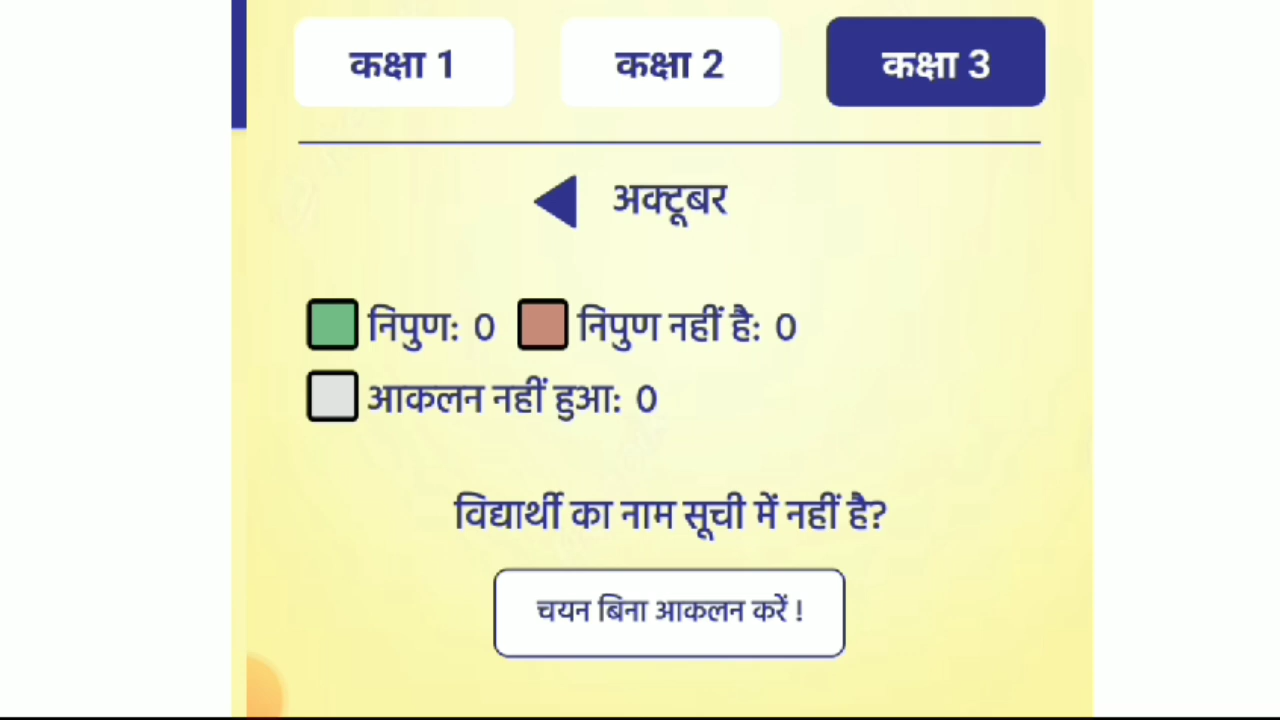 कक्षा 1 कक्षा 2 कक्षा 3
अक्टूबर
निपुण: 0 निपुण नहीं है: 0
आकलन नहीं हुआ: 0
विद्यार्थी का नाम सूची में नहीं है?
चयन बिना आकलन करें !